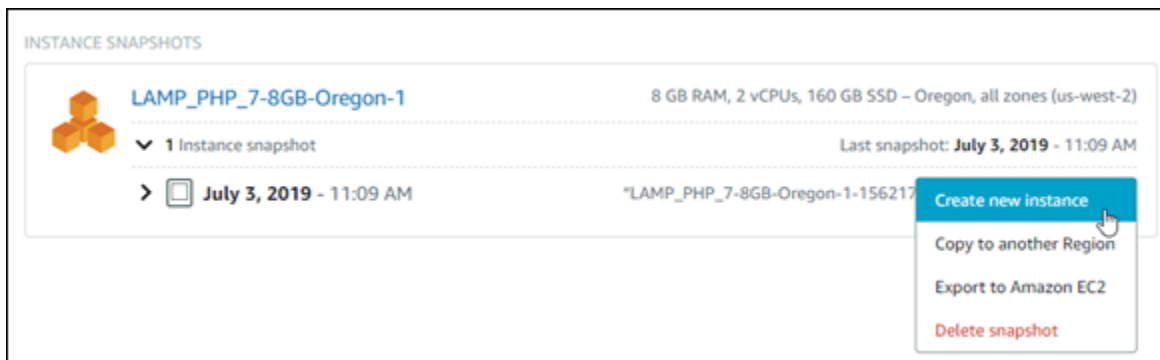 INSTANCE SNAPSHOTS
LAMP_PHP_7-8GB-Oregon-1 8 GB RAM, 2 vCPUs, 160 GB SSD – Oregon, all zones (us-west-2)
1 Instance snapshot Last snapshot: July 3, 2019 - 11:09 AM
July 3, 2019 - 11:09 AM "LAMP_PHP_7-8GB-Oregon-1-156217
Create new instance
Copy to another Region
Export to Amazon EC2
Delete snapshot